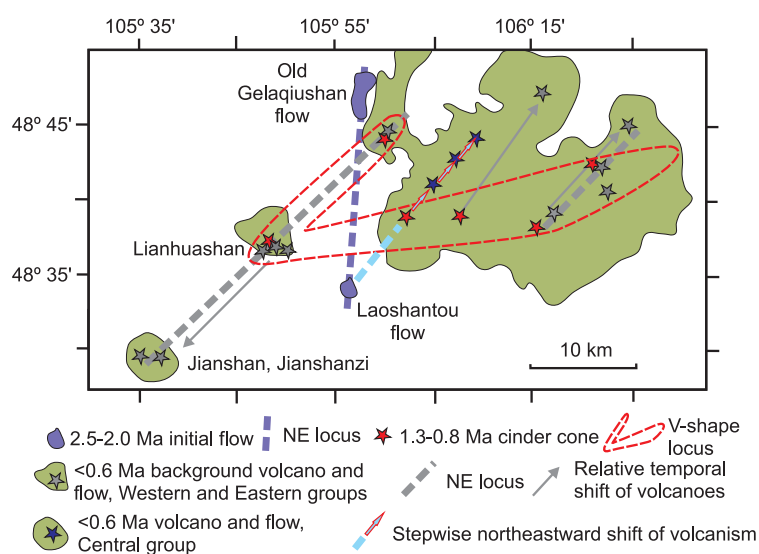 105º 35' 105º 55' 106º 15'
Old
Gelaqiushan
flow
48º 45'
Lianhuashan
48º 35'
Laoshantou
flow
10 km
Jianshan, Jianshanzi
2.5-2.0 Ma initial flow
NE locus
1.3-0.8 Ma cinder cone
V-shape
locus
<0.6 Ma background volcano and
flow, Western and Eastern groups
NE locus
Relative temporal
shift of volcanoes
<0.6 Ma volcano and flow,
Central group
Stepwise northeastward shift of volcanism